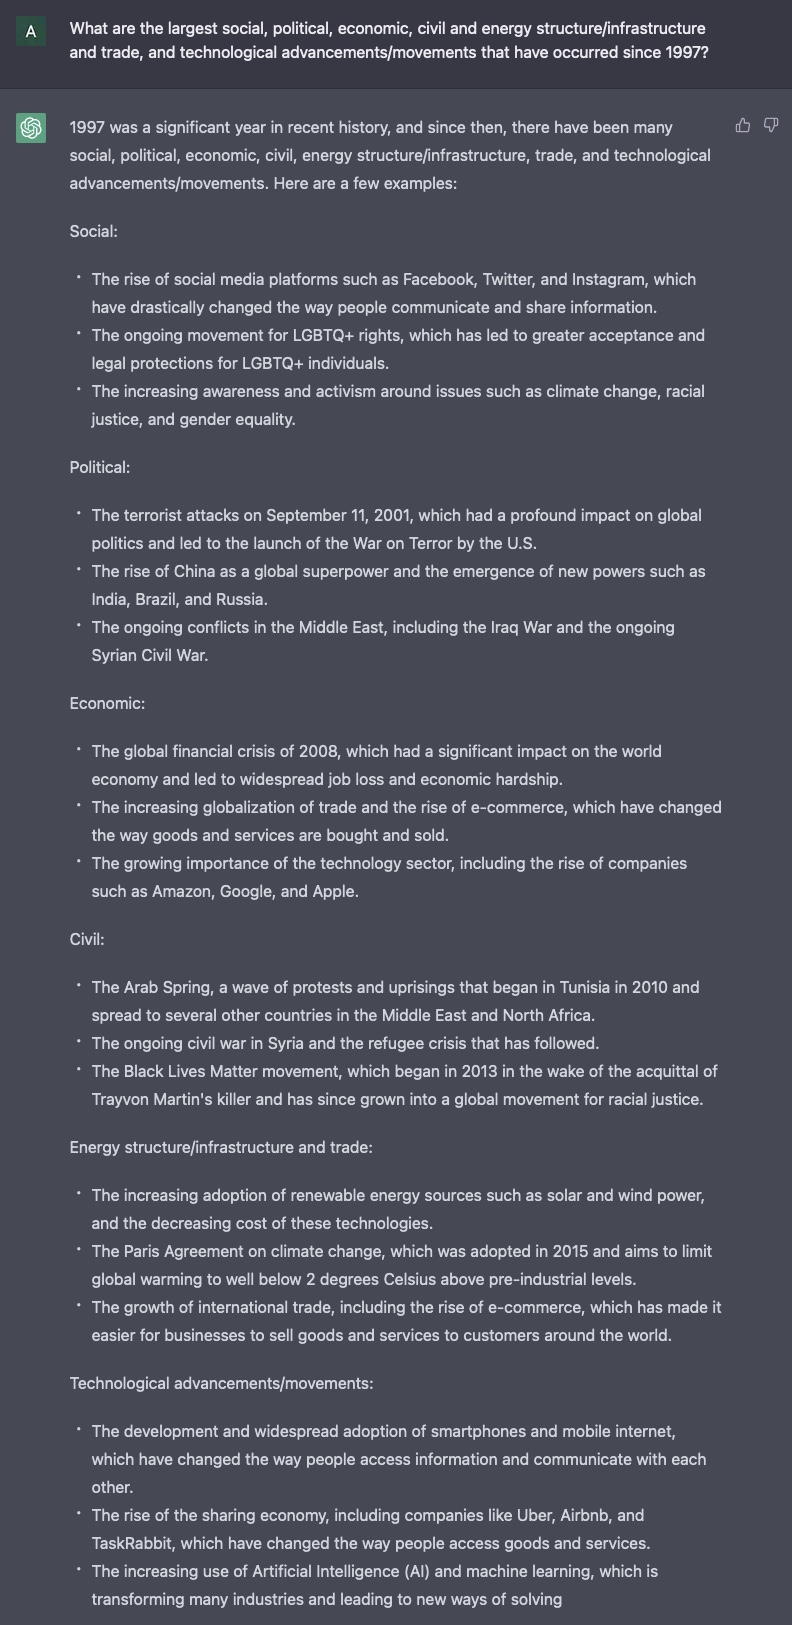 A
What are the largest social, political, economic, civil and energy structure/infrastructure
and trade, and technological advancements/movements that have occurred since 1997?
1997 was a significant year in recent history, and since then, there have been many
social, political, economic, civil, energy structure/infrastructure, trade, and technological
advancements/movements. Here are a few examples:
Social:
• The rise of social media platforms such as Facebook, Twitter, and Instagram, which
have drastically changed the way people communicate and share information.
• The ongoing movement for LGBTQ+ rights, which has led to greater acceptance and
legal protections for LGBTQ+ individuals.
• The increasing awareness and activism around issues such as climate change, racial
justice, and gender equality.
Political:
• The terrorist attacks on September 11, 2001, which had a profound impact on global
politics and led to the launch of the War on Terror by the U.S.
• The rise of China as a global superpower and the emergence of new powers such as
India, Brazil, and Russia.
• The ongoing conflicts in the Middle East, including the Iraq War and the ongoing
Syrian Civil War.
Economic:
• The global financial crisis of 2008, which had a significant impact on the world
economy and led to widespread job loss and economic hardship.
• The increasing globalization of trade and the rise of e-commerce, which have changed
the way goods and services are bought and sold.
• The growing importance of the technology sector, including the rise of companies
such as Amazon, Google, and Apple.
Civil:
• The Arab Spring, a wave of protests and uprisings that began in Tunisia in 2010 and
spread to several other countries in the Middle East and North Africa.
• The ongoing civil war in Syria and the refugee crisis that has followed.
• The Black Lives Matter movement, which began in 2013 in the wake of the acquittal of
Trayvon Martin's killer and has since grown into a global movement for racial justice.
Energy structure/infrastructure and trade:
• The increasing adoption of renewable energy sources such as solar and wind power,
and the decreasing cost of these technologies.
• The Paris Agreement on climate change, which was adopted in 2015 and aims to limit
global warming to well below 2 degrees Celsius above pre-industrial levels.
• The growth of international trade, including the rise of e-commerce, which has made it
easier for businesses to sell goods and services to customers around the world.
Technological advancements/movements:
• The development and widespread adoption of smartphones and mobile internet,
which have changed the way people access information and communicate with each
other.
• The rise of the sharing economy, including companies like Uber, Airbnb, and
TaskRabbit, which have changed the way people access goods and services.
• The increasing use of Artificial Intelligence (AI) and machine learning, which is
transforming many industries and leading to new ways of solving